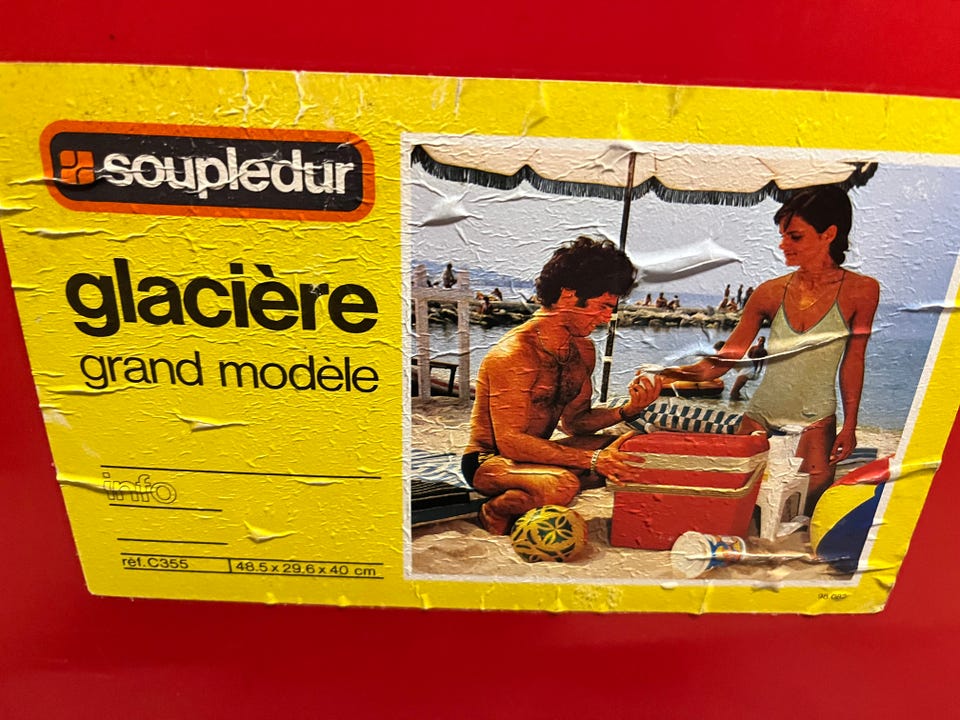 soupledur
glacière
grand modèle
info
réf. C355 48.5 x 29.6 x 40 cm